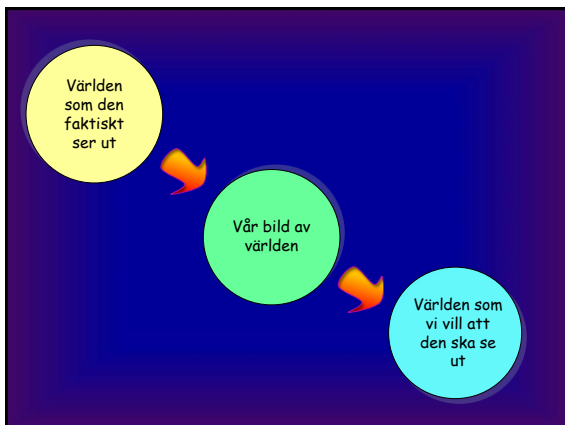 Världen
som den
faktiskt
ser ut
Vår bild av
världen
Världen som
vi vill att
den ska se
ut